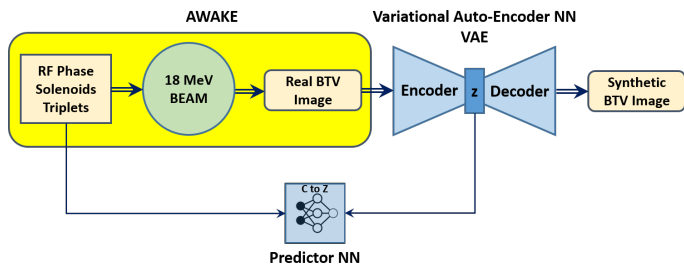 AWAKE
Variational Auto-Encoder NN
VAE
RF Phase
Solenoids
Triplets
18 MeV
BEAM
Real BTV
Image
Encoder
z
Decoder
Synthetic
BTV Image
C to Z
Predictor NN